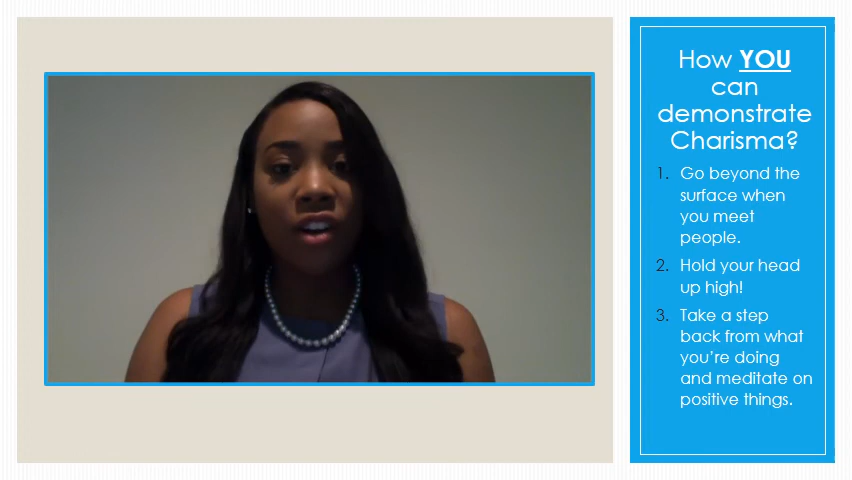 How YOU
can
demonstrate
Charisma?
1. Go beyond the
surface when
you meet
people.
2. Hold your head
up high!
3. Take a step
back from what
you're doing
and meditate on
positive things.